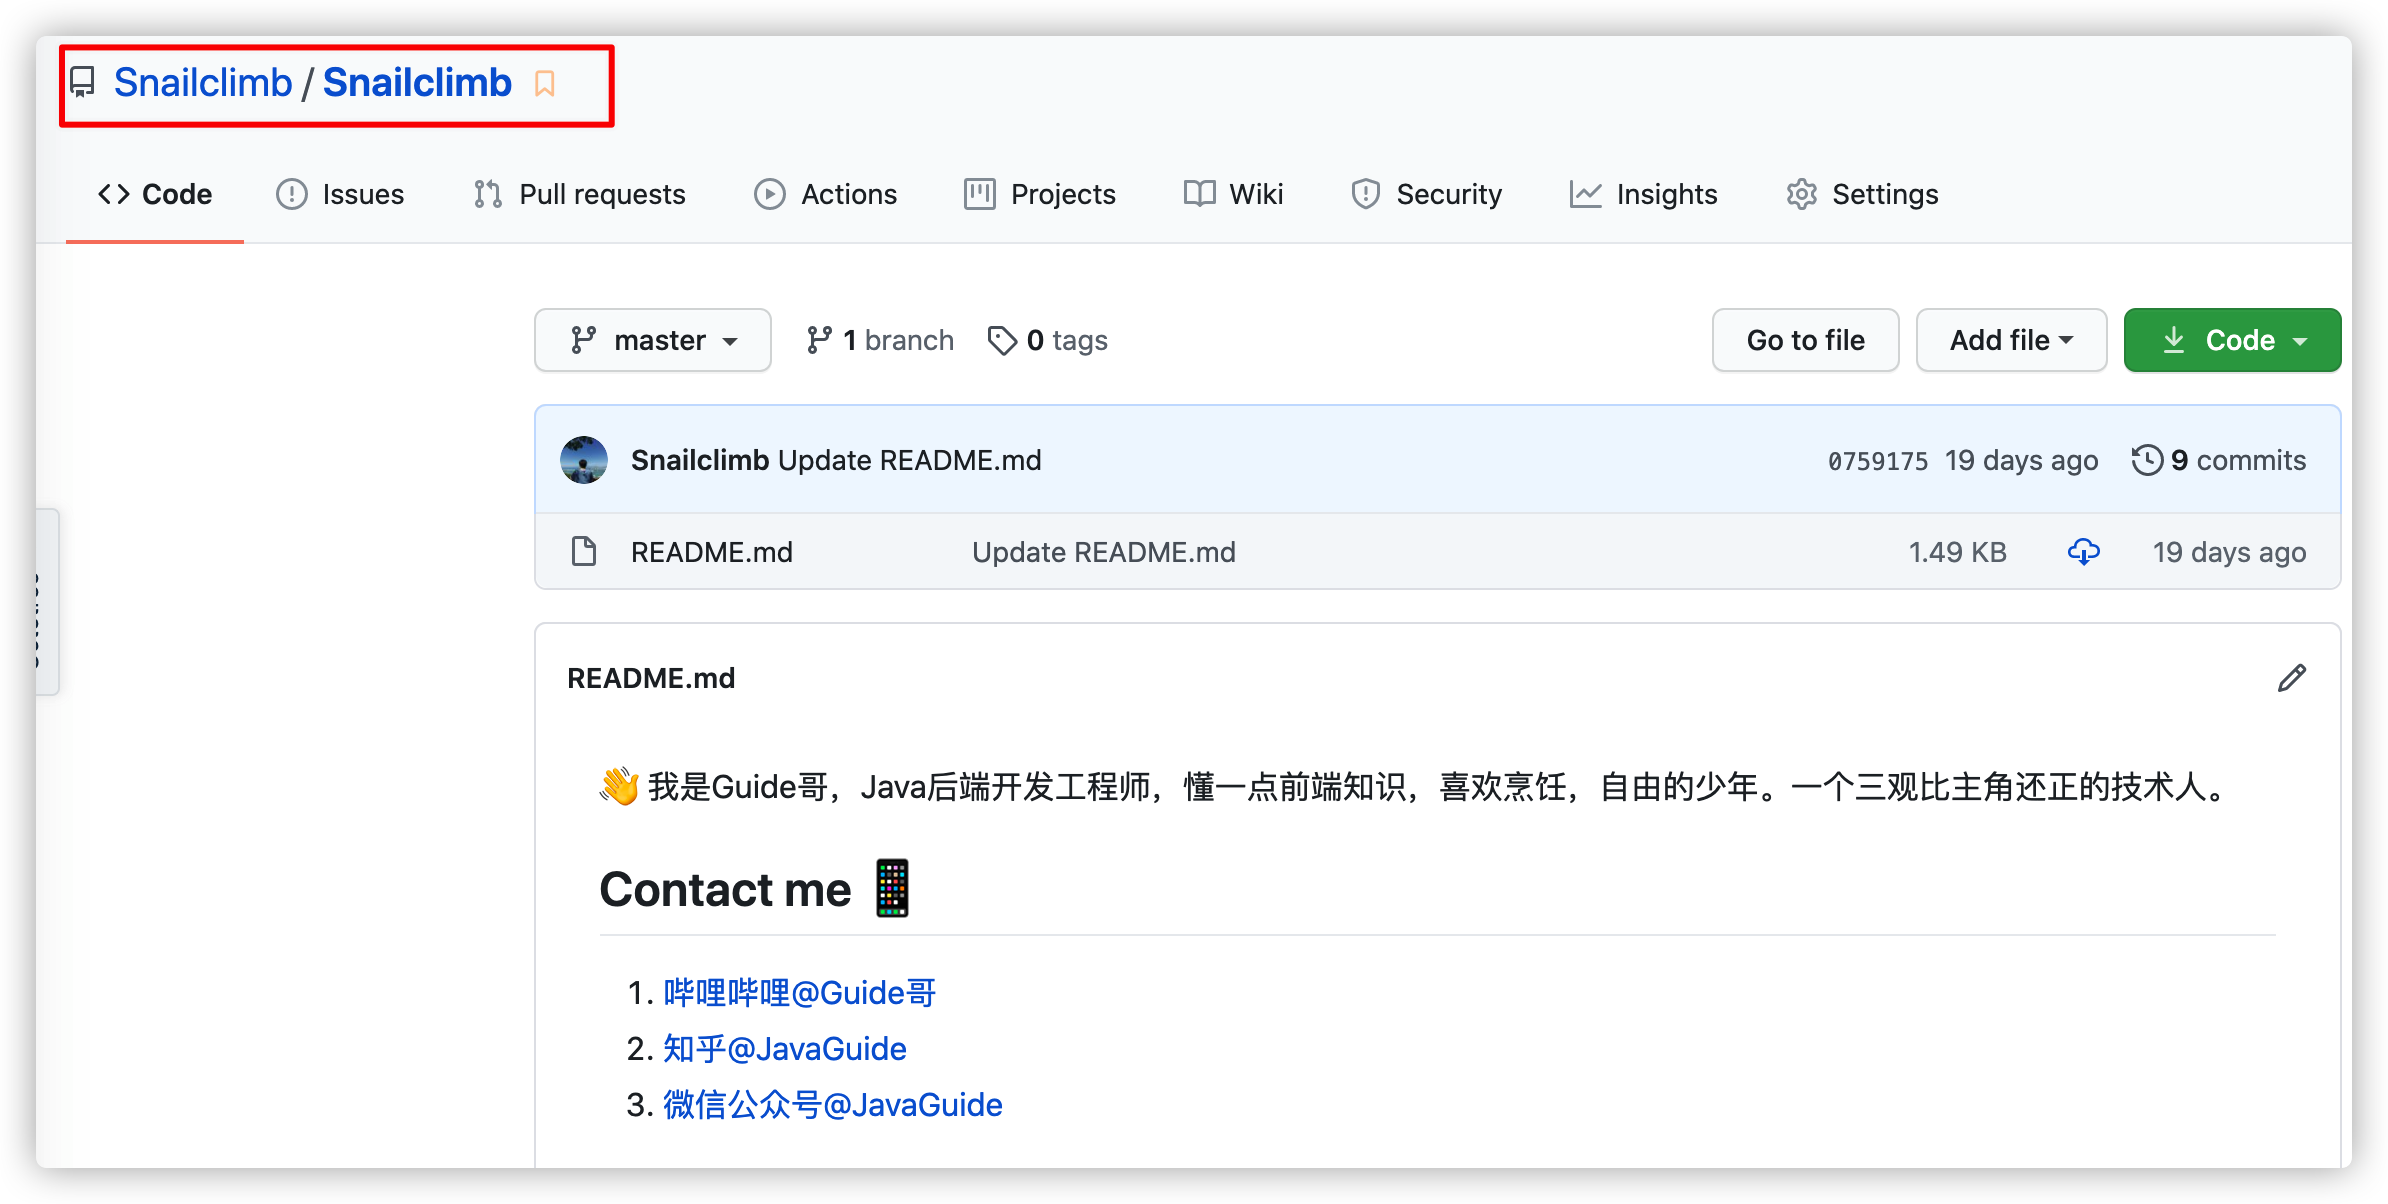 Snailclimb / Snailclimb
Code Issues Pull requests Actions Projects Wiki Security Insights Settings
master 1 branch 0 tags Go to file Add file Code
Snailclimb Update README.md 0759175 19 days ago 9 commits
README.md Update README.md 1.49 KB 19 days ago
README.md
👋 我是Guide哥，Java后端开发工程师，懂一点前端知识，喜欢烹饪，自由的少年。一个三观比主角还正的技术人。
Contact me 📱
1. 哔哩哔哩@Guide哥
2. 知乎@JavaGuide
3. 微信公众号@JavaGuide